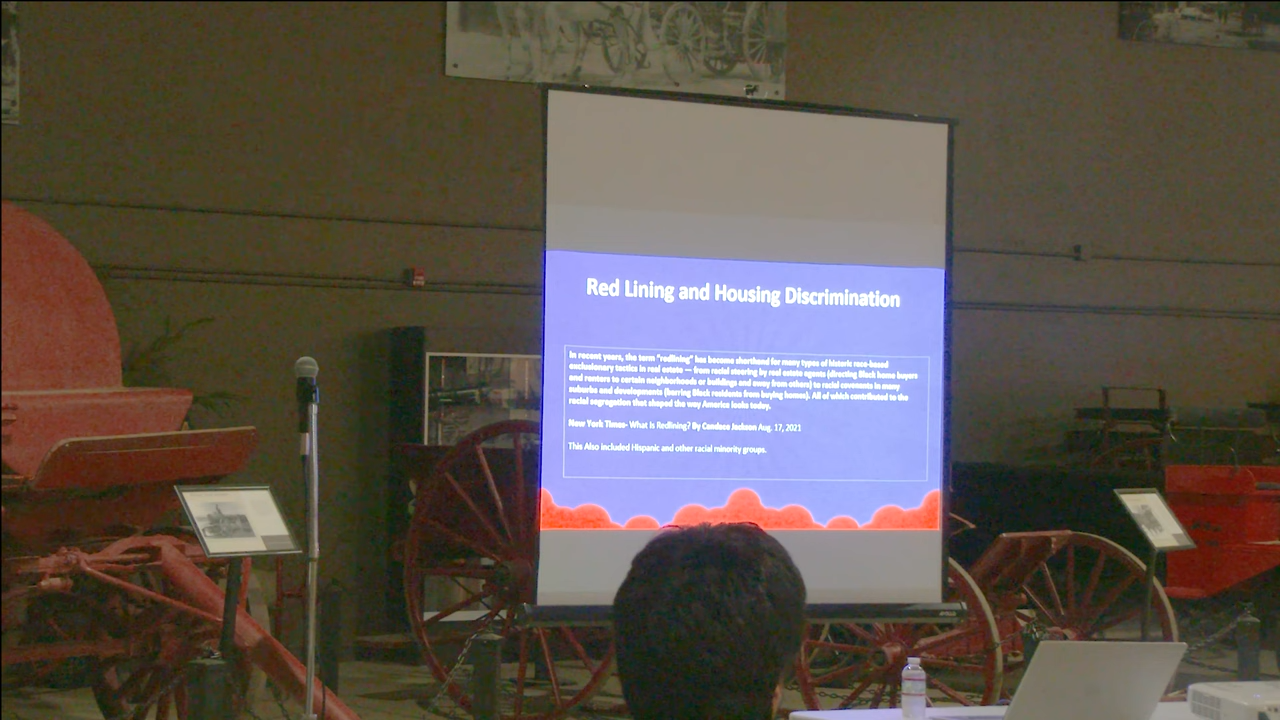 Red Lining and Housing Discrimination
In recent years, the term "redlining" has become shorthand for many types of historic race-based
exclusionary tactics in real estate — from racial steering by real estate agents (directing Black home buyers
and renters to certain neighborhoods or buildings and away from others) to racial covenants in many
suburbs and developments (barring Black residents from buying homes). All of which contributed to the
racial segregation that shaped the way America looks today.
New York Times- What Is Redlining? By Candace Jackson Aug. 17, 2021
This Also included Hispanic and other racial minority groups.